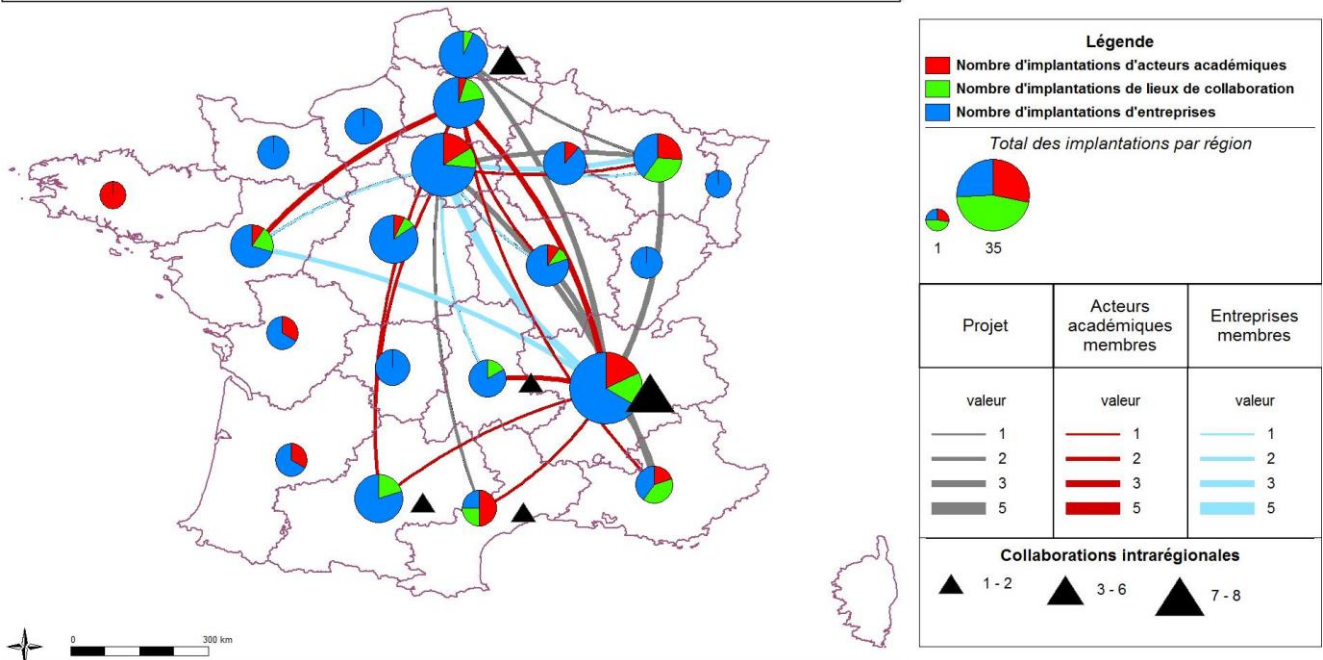 Légende
Nombre d'implantations d'acteurs académiques
Nombre d'implantations de lieux de collaboration
Nombre d'implantations d'entreprises
Total des implantations par région
1
35
Projet
Acteurs
académiques
membres
Entreprises
membres
valeur
valeur
valeur
1
1
1
2
2
2
3
3
3
5
5
5
Collaborations intrarégionales
1 - 2
3 - 6
7 - 8
0
300 km